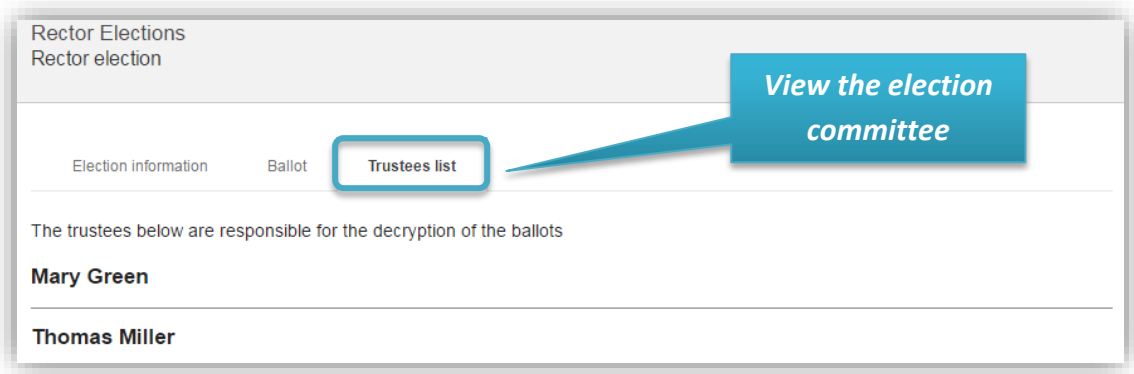 Rector Elections
Rector election
View the election
committee
Election information Ballot Trustees list
The trustees below are responsible for the decryption of the ballots
Mary Green
Thomas Miller